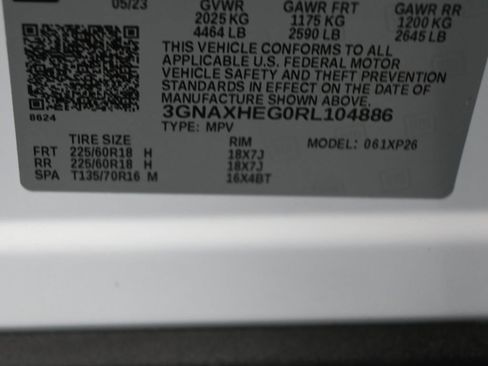 05/23 GVWR GAWR FRT GAWR RR
2025 KG 1175 KG 1200 KG
4464 LB 2590 LB 2645 LB
THIS VEHICLE CONFORMS TO ALL
APPLICABLE U.S. FEDERAL MOTOR
VEHICLE SAFETY AND THEFT PREVENTION
STANDARDS IN EFFECT ON THE DATE OF
MANUFACTURE SHOWN ABOVE.
8624 3GNAXHEG0RL104886
TYPE: MPV
TIRE SIZE RIM MODEL: 061XP26
FRT 225/60R18 H 18X7J
RR 225/60R18 H 18X7J
SPA T135/70R16 M 16X4BT